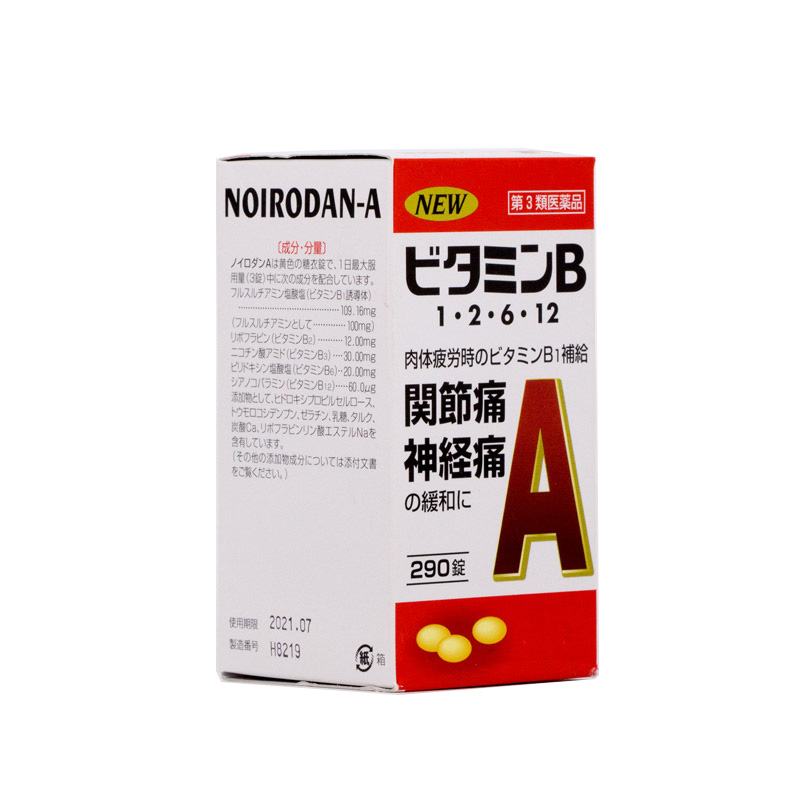 NOIRODAN-A
〔成分・分量〕
ノイロダンAは黄色の糖衣錠で、1日最大服
用量(3錠)中に次の成分を配合しています。
フルスルチアミン塩酸塩(ビタミンB1誘導体)
……………………………109.16mg
(フルスルチアミンとして…………100mg)
リボフラビン(ビタミンB2)………12.00mg
ニコチン酸アミド(ビタミンB3)…30.00mg
ピリドキシン塩酸塩(ビタミンB6)‥20.00mg
シアノコバラミン(ビタミンB12)‥‥60.0μg
添加物として、ヒドロキシプロピルセルロース、
トウモロコシデンプン、ゼラチン、乳糖、タルク、
炭酸Ca、リボフラビンリン酸エステルNaを
含有しています。
(その他の添加物成分については添付文書
をご覧ください。)
使用期限 2021.07
製造番号 H8219
紙 箱
NEW
第3類医薬品
ビタミンB
1・2・6・12
肉体疲労時のビタミンB1補給
関節痛
神経痛
の緩和に
A
290錠